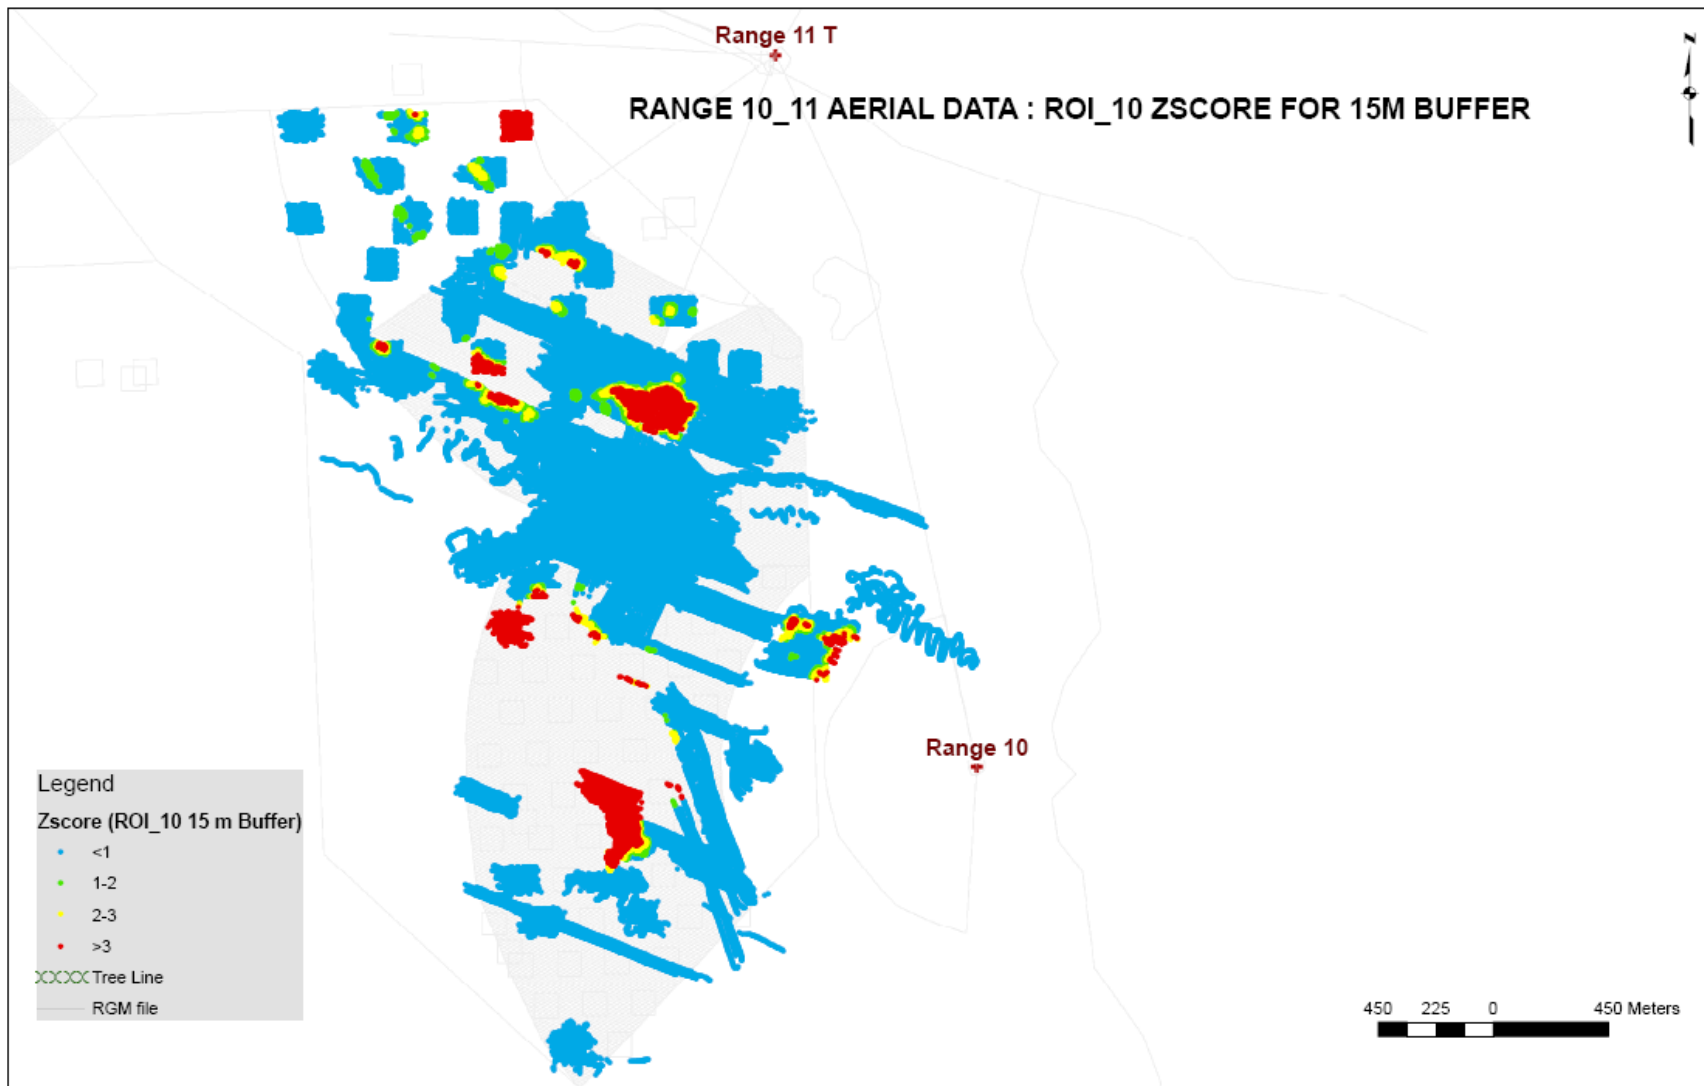 Range 11 T
Z
RANGE 10_11 AERIAL DATA : ROI_10 ZSCORE FOR 15M BUFFER
Range 10
Legend
Zscore (ROI_10 15 m Buffer)
<1
1-2
2-3
>3
Tree Line
RGM file
450 225 0 450 Meters